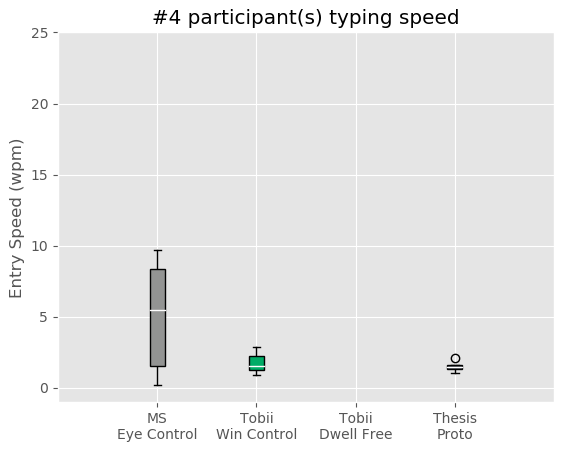 #4 participant(s) typing speed
25
20
15
10
5
0
Entry Speed (wpm)
MS
Eye Control
Tobii
Win Control
Tobii
Dwell Free
Thesis
Proto